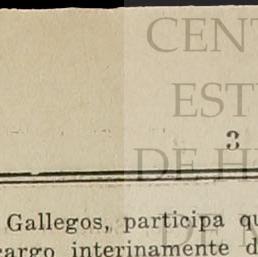 CENT
EST
3
DE H
Gallegos, participa qu
cargo interinamente d